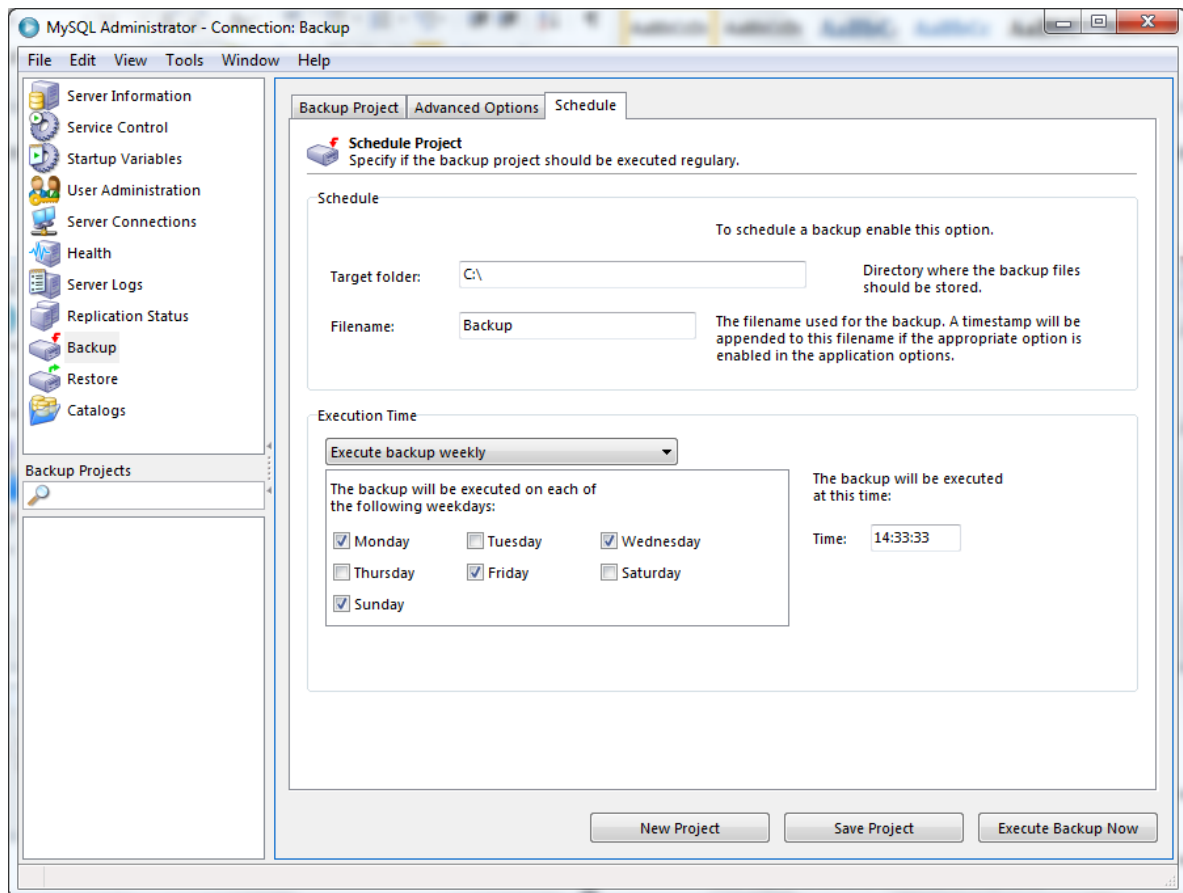 MySQL Administrator - Connection: Backup
File Edit View Tools Window Help
Server Information
Service Control
Startup Variables
User Administration
Server Connections
Health
Server Logs
Replication Status
Backup
Restore
Catalogs
Backup Projects
Backup Project Advanced Options Schedule
Schedule Project
Specify if the backup project should be executed regulary.
Schedule
To schedule a backup enable this option.
Target folder: C:\
Directory where the backup files
should be stored.
Filename: Backup
The filename used for the backup. A timestamp will be
appended to this filename if the appropriate option is
enabled in the application options.
Execution Time
Execute backup weekly
The backup will be executed on each of
the following weekdays:
Monday Tuesday Wednesday
Thursday Friday Saturday
Sunday
The backup will be executed
at this time:
Time: 14:33:33
New Project Save Project Execute Backup Now